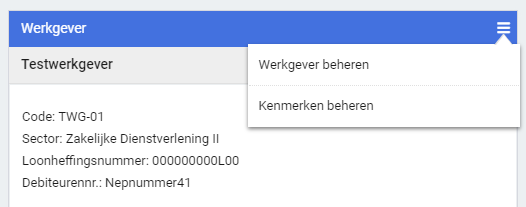 Werkgever
Testwerkgever
Werkgever beheren
Kenmerken beheren
Code: TWG-01
Sector: Zakelijke Dienstverlening II
Loonheffingsnummer: 000000000L00
Debiteurennr.: Nepnummer41